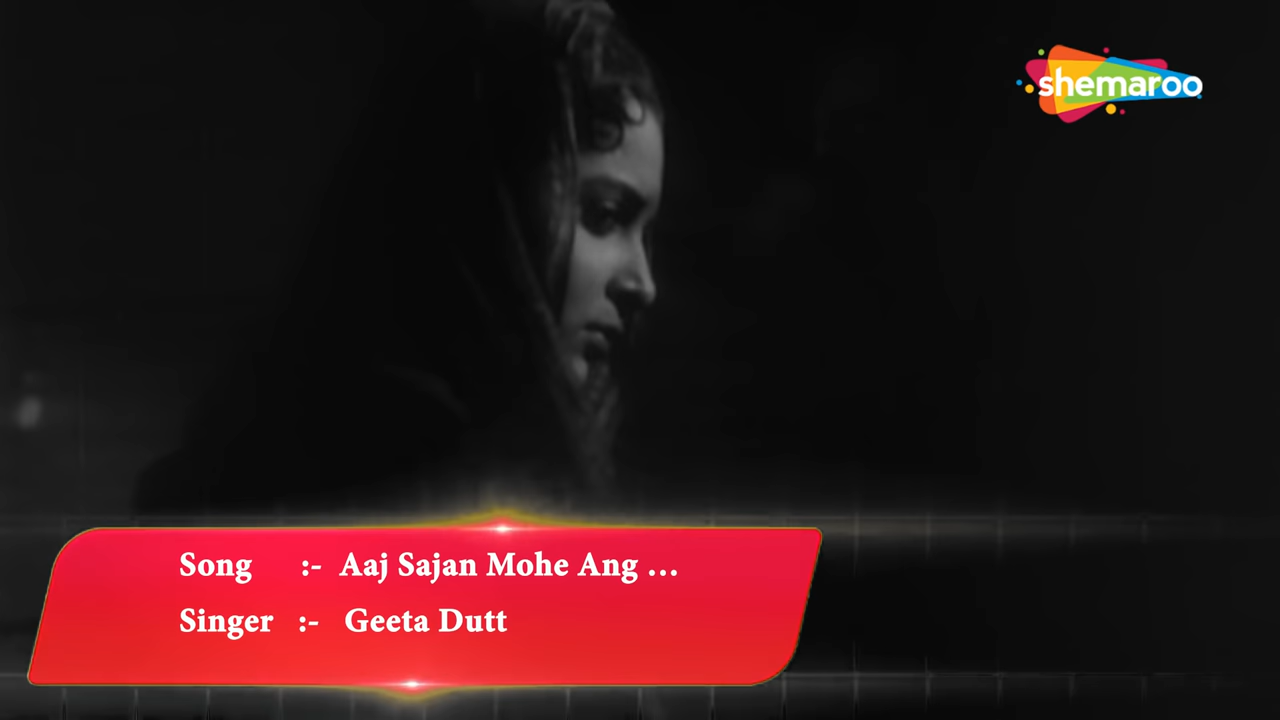 shemaroo
Song :- Aaj Sajan Mohe Ang ...
Singer :- Geeta Dutt